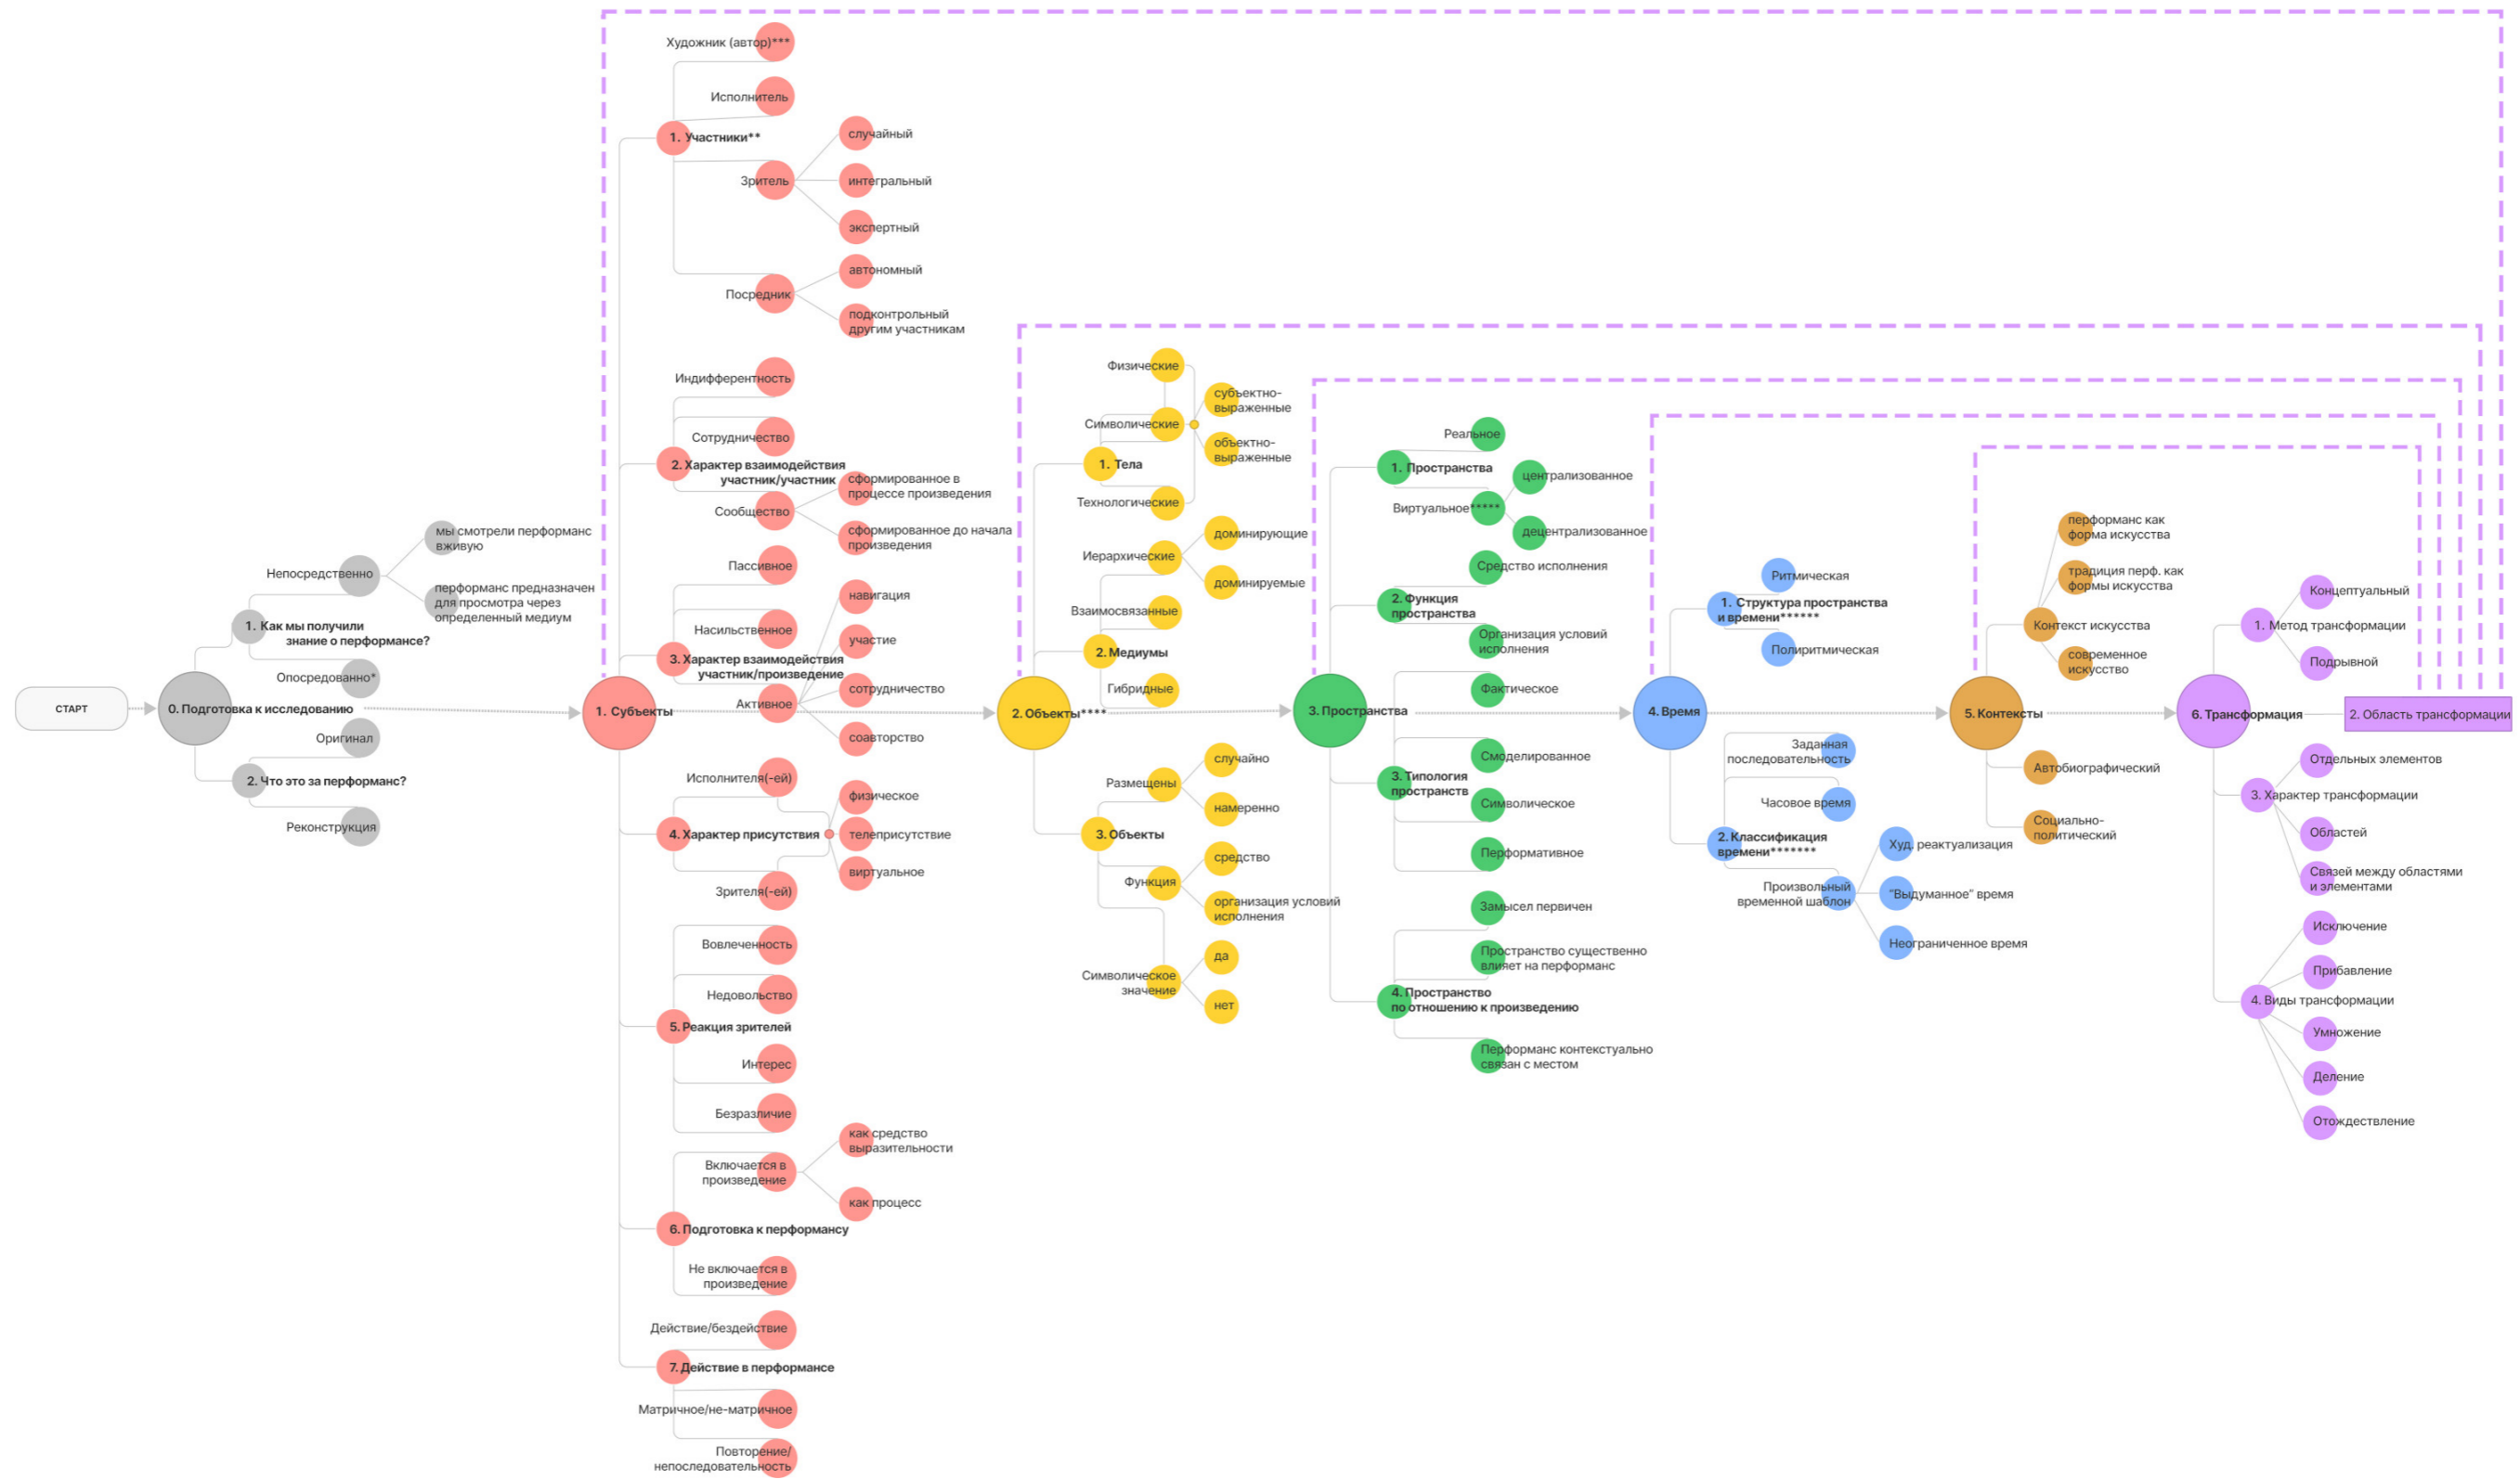 СТАРТ
0. Подготовка к исследованию
1. Как мы получили
знание о перформансе?
Непосредственно
мы смотрели перформанс
вживую
перформанс предназначен
для просмотра через
определенный медиум
Опосредованно*
2. Что это за перформанс?
Оригинал
Реконструкция
1. Субъекты
1. Участники**
Художник (автор)***
Исполнитель
Зритель
случайный
интегральный
экспертный
Посредник
автономный
подконтрольный
другим участникам
2. Характер взаимодействия
участник/участник
Индифферентность
Сотрудничество
Сообщество
сформированное в
процессе произведения
сформированное до начала
произведения
3. Характер взаимодействия
участник/произведение
Пассивное
Насильственное
Активное
навигация
участие
сотрудничество
соавторство
4. Характер присутствия
Исполнителя(-ей)
Зрителя(-ей)
физическое
телеприсутствие
виртуальное
5. Реакция зрителей
Вовлеченность
Недовольство
Интерес
Безразличие
6. Подготовка к перформансу
Включается в
произведение
как средство
выразительности
как процесс
Не включается в
произведение
7. Действие в перформансе
Действие/бездействие
Матричное/не-матричное
Повторение/
непоследовательность
2. Объекты****
1. Тела
Физические
Символические
Технологические
субъектно-
выраженные
объектно-
выраженные
2. Медиумы
Иерархические
доминирующие
доминируемые
Взаимосвязанные
Гибридные
3. Объекты
Размещены
случайно
намеренно
Функция
средство
организация условий
исполнения
Символическое
значение
да
нет
3. Пространства
1. Пространства
Реальное
Виртуальное*****
централизованное
децентрализованное
2. Функция
пространства
Средство исполнения
Организация условий
исполнения
3. Типология
пространств
Фактическое
Смоделированное
Символическое
Перформативное
4. Пространство
по отношению к произведению
Замысел первичен
Пространство существенно
влияет на перформанс
Перформанс контекстуально
связан с местом
4. Время
1. Структура пространства
и времени******
Ритмическая
Полиритмическая
2. Классификация
времени*******
Заданная
последовательность
Часовое время
Произвольный
временной шаблон
Худ. реактуализация
"Выдуманное" время
Неограниченное время
5. Контексты
Контекст искусства
перформанс как
форма искусства
традиция перф. как
формы искусства
современное
искусство
Автобиографический
Социально-
политический
6. Трансформация
1. Метод трансформации
Концептуальный
Подрывной
2. Область трансформации
3. Характер трансформации
Отдельных элементов
Областей
Связей между областями
и элементами
4. Виды трансформации
Исключение
Прибавление
Умножение
Деление
Отождествление